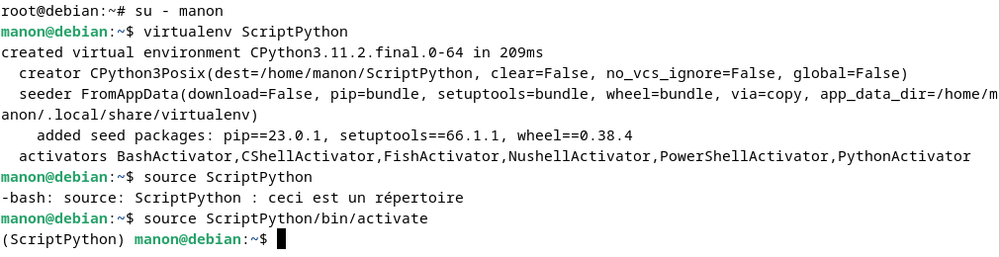 root@debian:~# su - manon
manon@debian:~$ virtualenv ScriptPython
created virtual environment CPython3.11.2.final.0-64 in 209ms
  creator CPython3Posix(dest=/home/manon/ScriptPython, clear=False, no_vcs_ignore=False, global=False)
  seeder FromAppData(download=False, pip=bundle, setuptools=bundle, wheel=bundle, via=copy, app_data_dir=/home/m
anon/.local/share/virtualenv)
    added seed packages: pip==23.0.1, setuptools==66.1.1, wheel==0.38.4
  activators BashActivator,CShellActivator,FishActivator,NushellActivator,PowerShellActivator,PythonActivator
manon@debian:~$ source ScriptPython
-bash: source: ScriptPython : ceci est un répertoire
manon@debian:~$ source ScriptPython/bin/activate
(ScriptPython) manon@debian:~$